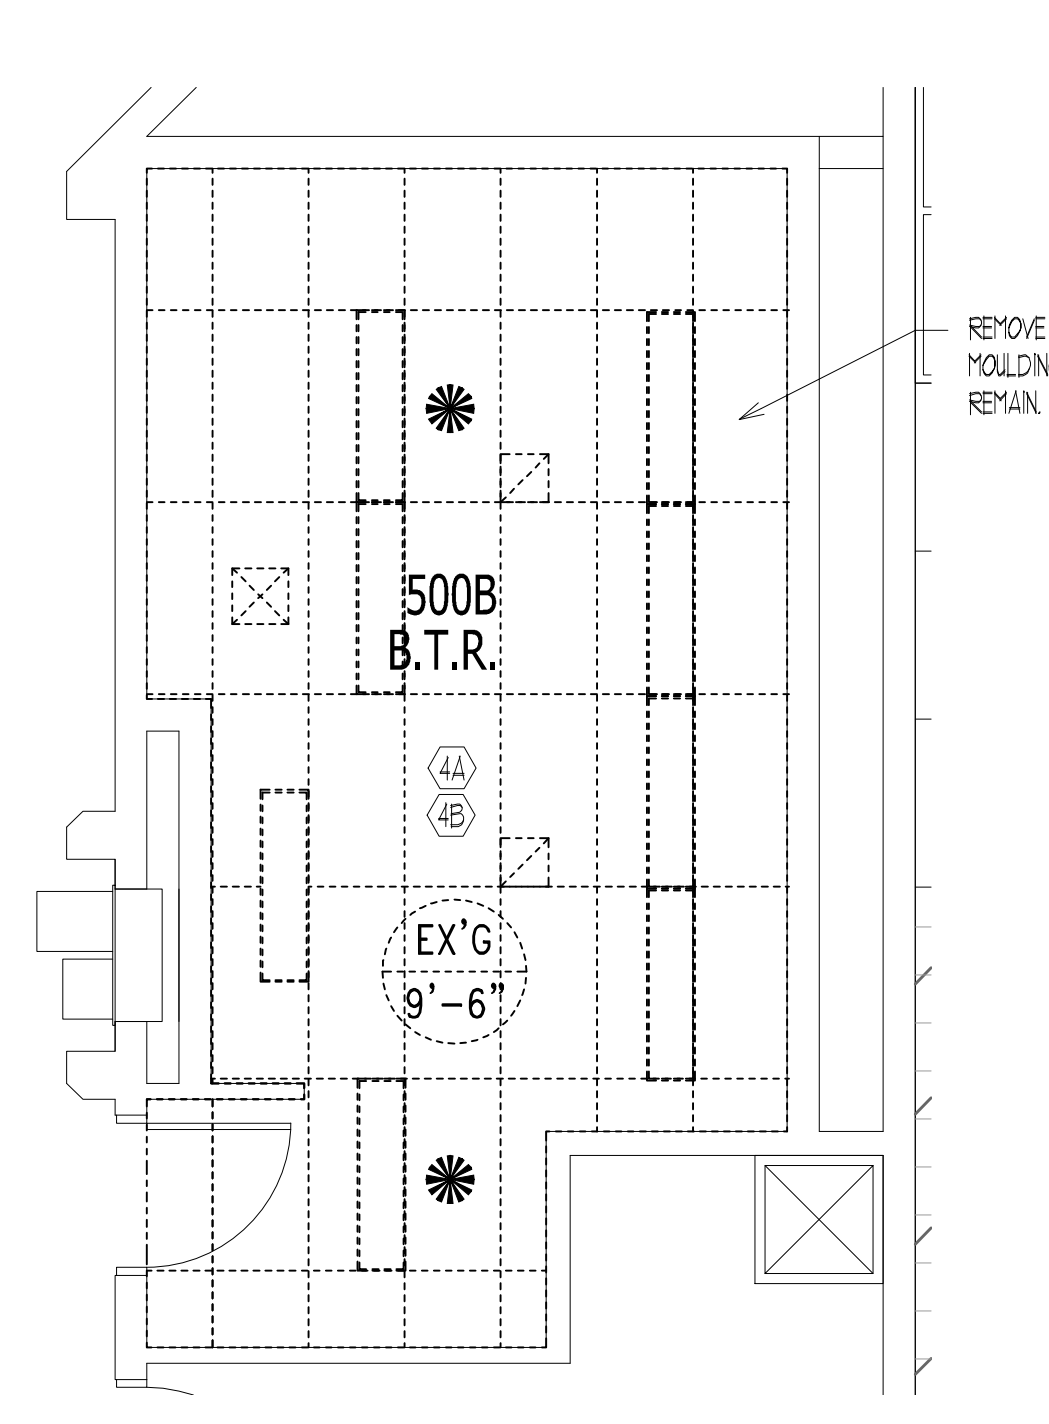 REMOVE
MOULDIN
REMAIN.
500B
B.T.R.
4A
4B
EX'G
9'-6"